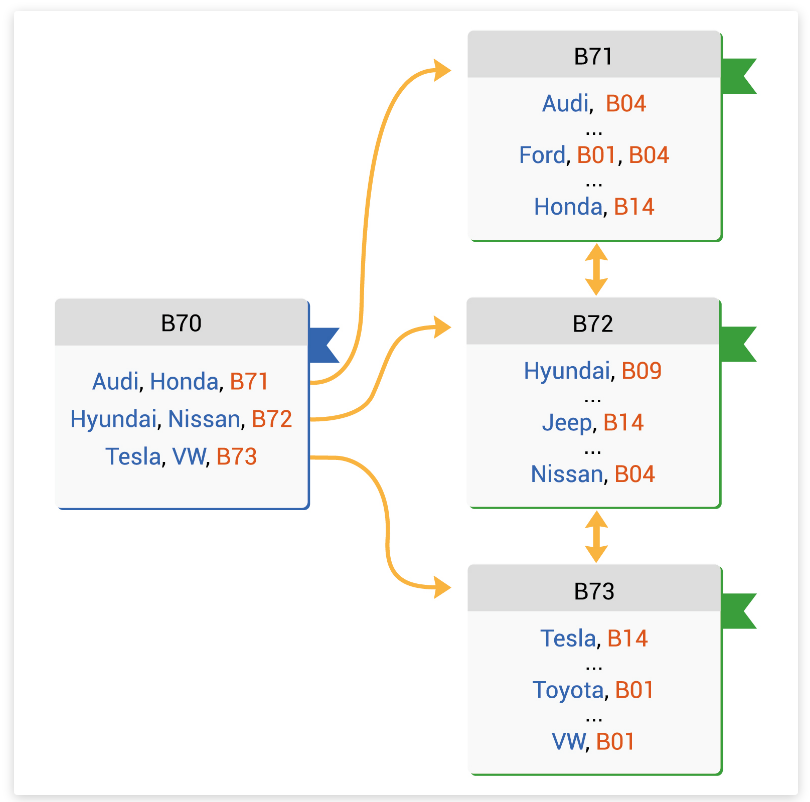 B70
Audi, Honda, B71
Hyundai, Nissan, B72
Tesla, VW, B73
B71
Audi, B04
...
Ford, B01, B04
...
Honda, B14
B72
Hyundai, B09
...
Jeep, B14
...
Nissan, B04
B73
Tesla, B14
...
Toyota, B01
...
VW, B01